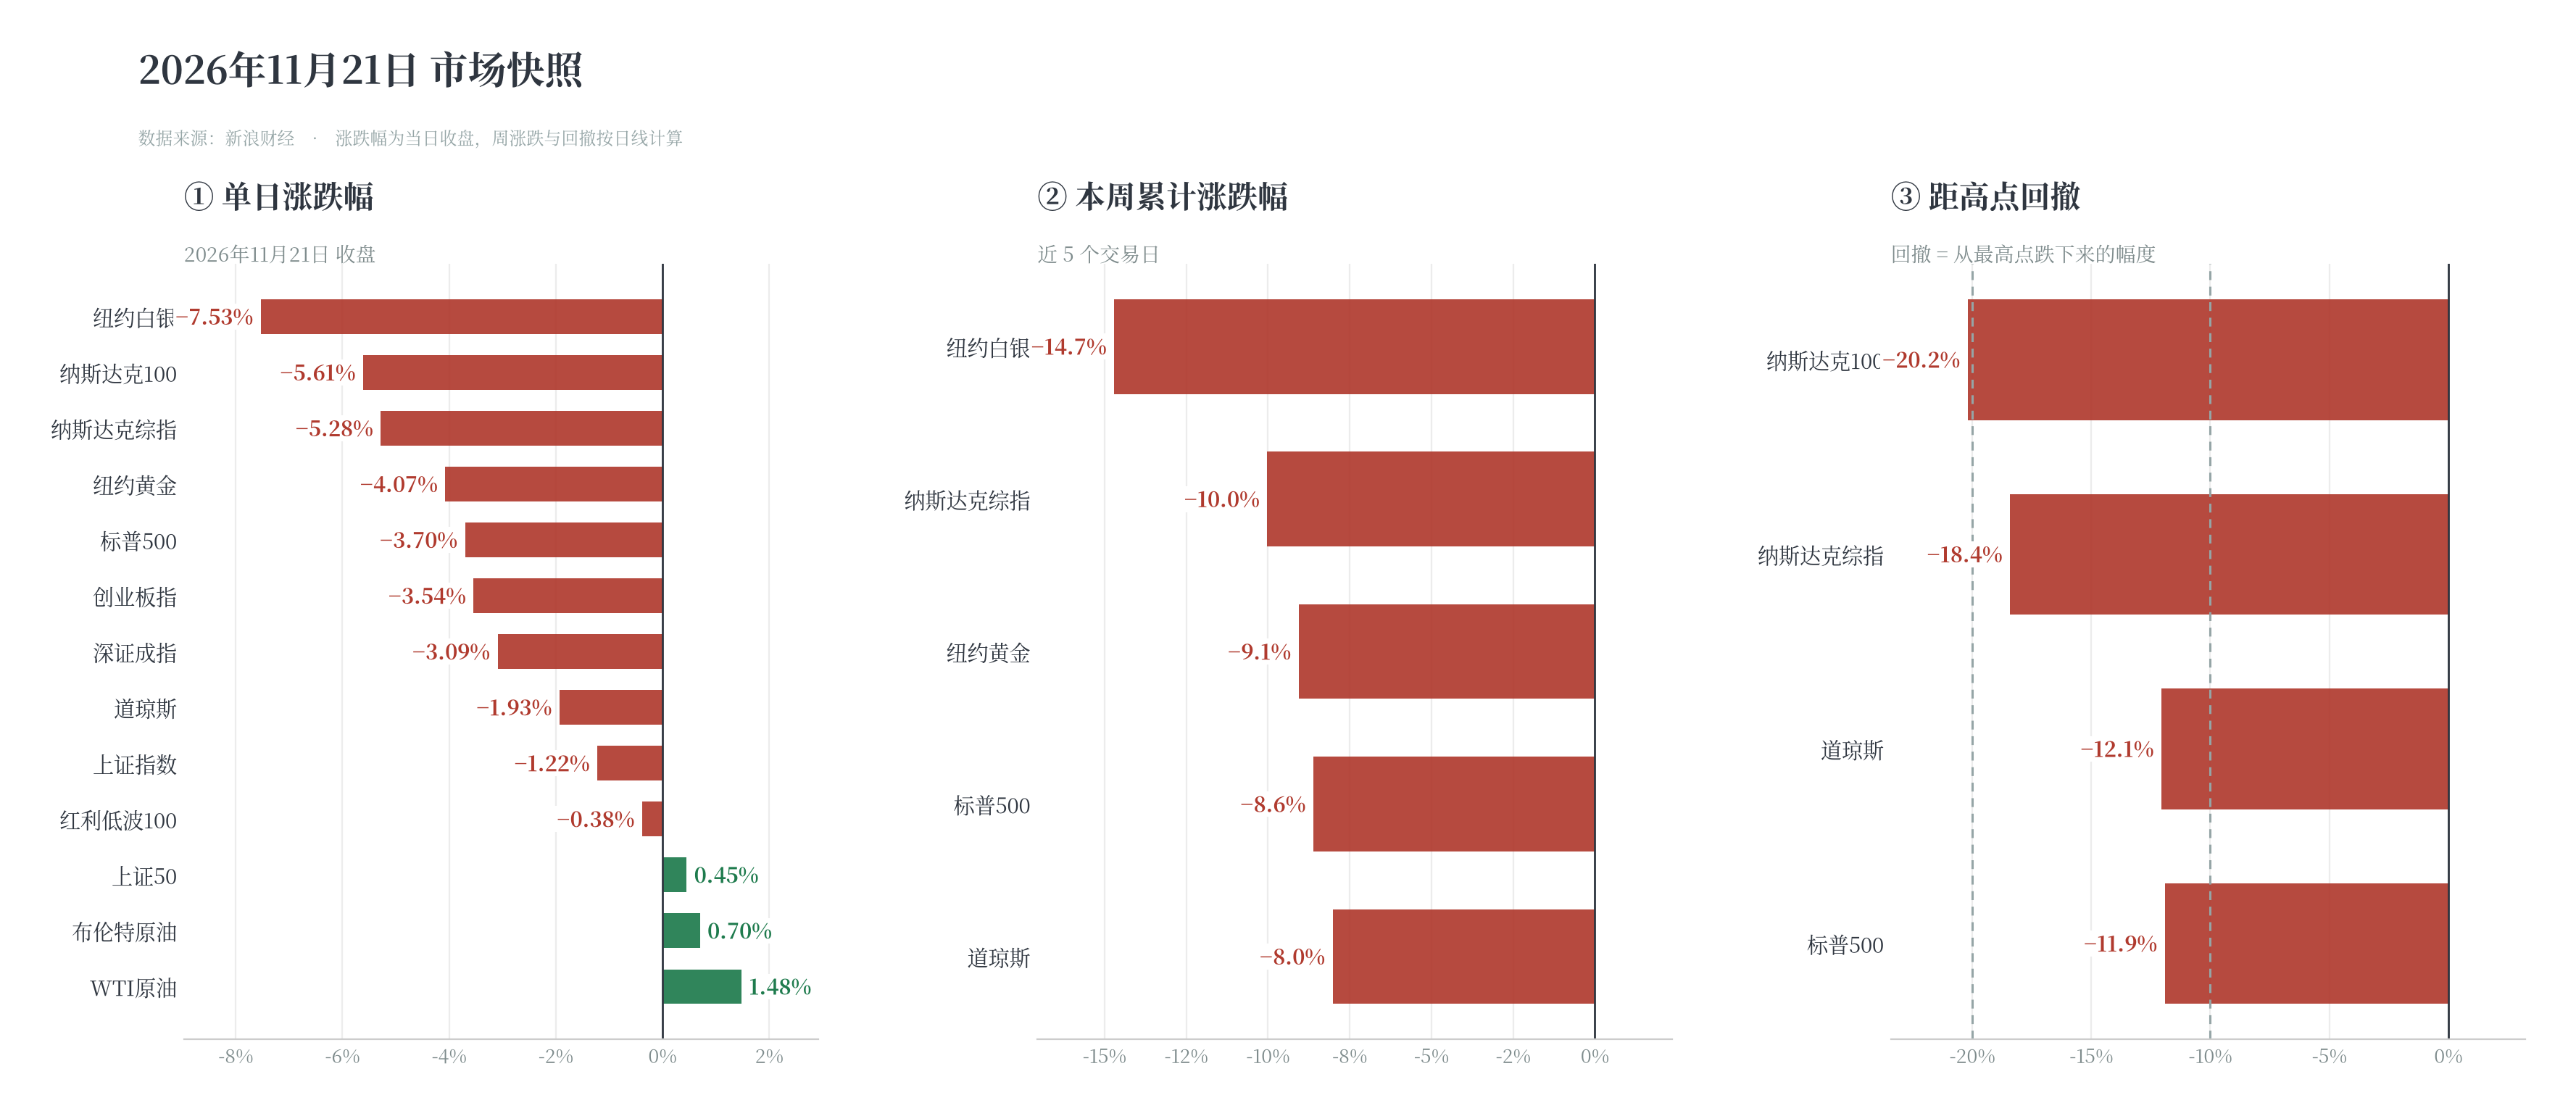 2026年11月21日 市场快照
数据来源：新浪财经 · 涨跌幅为当日收盘，周涨跌与回撤按日线计算
① 单日涨跌幅
2026年11月21日 收盘
纽约白银 −7.53%
纳斯达克100 −5.61%
纳斯达克综指 −5.28%
纽约黄金 −4.07%
标普500 −3.70%
创业板指 −3.54%
深证成指 −3.09%
道琼斯 −1.93%
上证指数 −1.22%
红利低波100 −0.38%
上证50 0.45%
布伦特原油 0.70%
WTI原油 1.48%
-8% -6% -4% -2% 0% 2%
② 本周累计涨跌幅
近 5 个交易日
纽约白银 −14.7%
纳斯达克综指 −10.0%
纽约黄金 −9.1%
标普500 −8.6%
道琼斯 −8.0%
-15% -12% -10% -8% -5% -2% 0%
③ 距高点回撤
回撤 = 从最高点跌下来的幅度
纳斯达克100 −20.2%
纳斯达克综指 −18.4%
道琼斯 −12.1%
标普500 −11.9%
-20% -15% -10% -5% 0%